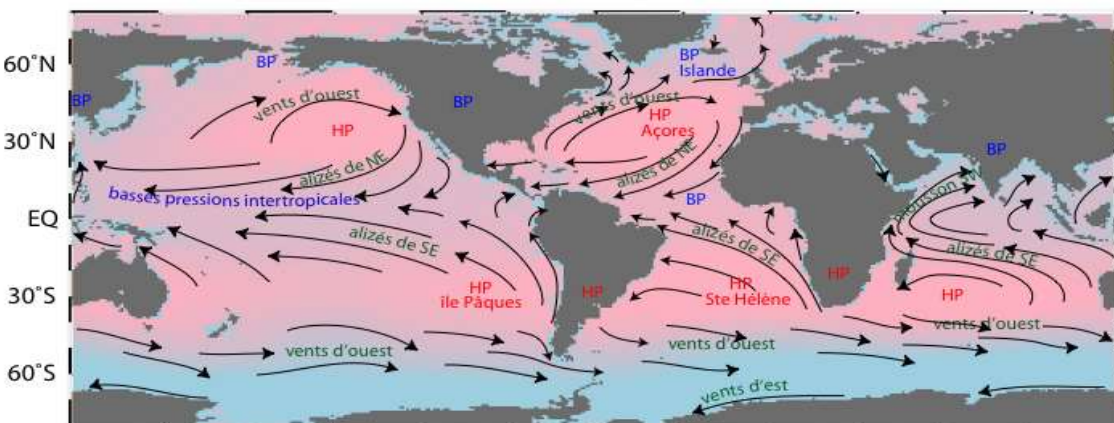 60°N
30°N
EQ
30°S
60°S
BP
BP
BP
BP
Islande
vents d'ouest
vents d'ouest
HP
HP
Açores
BP
alizés de NE
alizés de NE
basses pressions intertropicales
BP
mousson SW
alizés de SE
alizés de SE
alizés de SE
HP
île Pâques
HP
HP
Ste Hélène
HP
HP
vents d'ouest
vents d'ouest
vents d'ouest
vents d'est